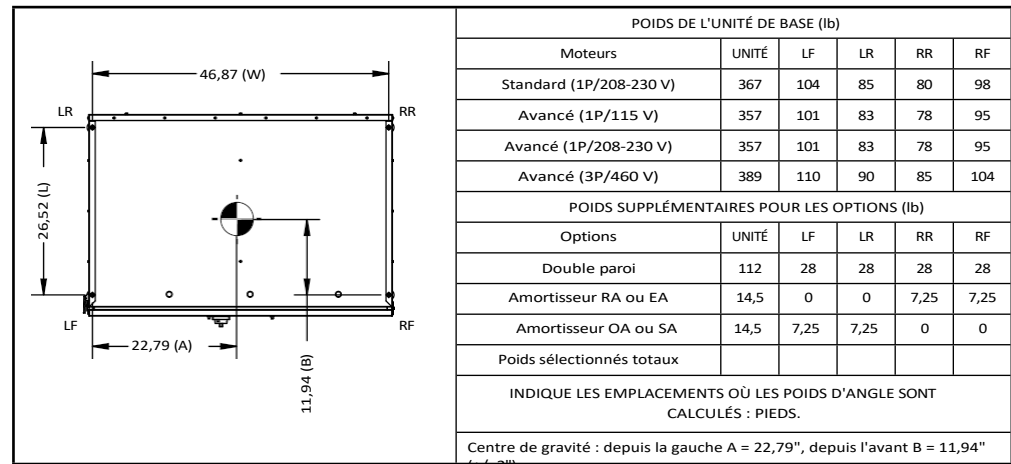 46,87 (W)
LR
RR
26,52 (L)
LF
RF
22,79 (A)
11,94 (B)
POIDS DE L'UNITÉ DE BASE (lb)
Moteurs UNITÉ LF LR RR RF
Standard (1P/208-230 V) 367 104 85 80 98
Avancé (1P/115 V) 357 101 83 78 95
Avancé (1P/208-230 V) 357 101 83 78 95
Avancé (3P/460 V) 389 110 90 85 104
POIDS SUPPLÉMENTAIRES POUR LES OPTIONS (lb)
Options UNITÉ LF LR RR RF
Double paroi 112 28 28 28 28
Amortisseur RA ou EA 14,5 0 0 7,25 7,25
Amortisseur OA ou SA 14,5 7,25 7,25 0 0
Poids sélectionnés totaux
INDIQUE LES EMPLACEMENTS OÙ LES POIDS D'ANGLE SONT
CALCULÉS : PIEDS.
Centre de gravité : depuis la gauche A = 22,79", depuis l'avant B = 11,94"